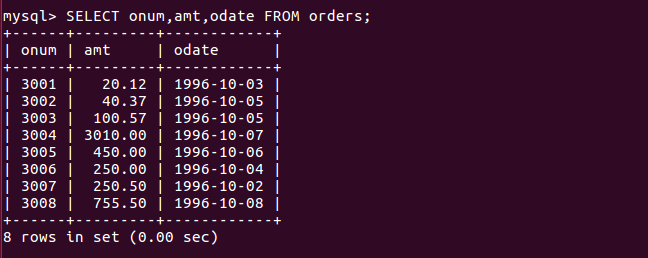 mysql> SELECT onum,amt,odate FROM orders;
+------+---------+------------+
| onum | amt     | odate      |
+------+---------+------------+
| 3001 |   20.12 | 1996-10-03 |
| 3002 |   40.37 | 1996-10-05 |
| 3003 |  100.57 | 1996-10-05 |
| 3004 | 3010.00 | 1996-10-07 |
| 3005 |  450.00 | 1996-10-06 |
| 3006 |  250.00 | 1996-10-04 |
| 3007 |  250.50 | 1996-10-02 |
| 3008 |  755.50 | 1996-10-08 |
+------+---------+------------+
8 rows in set (0.00 sec)